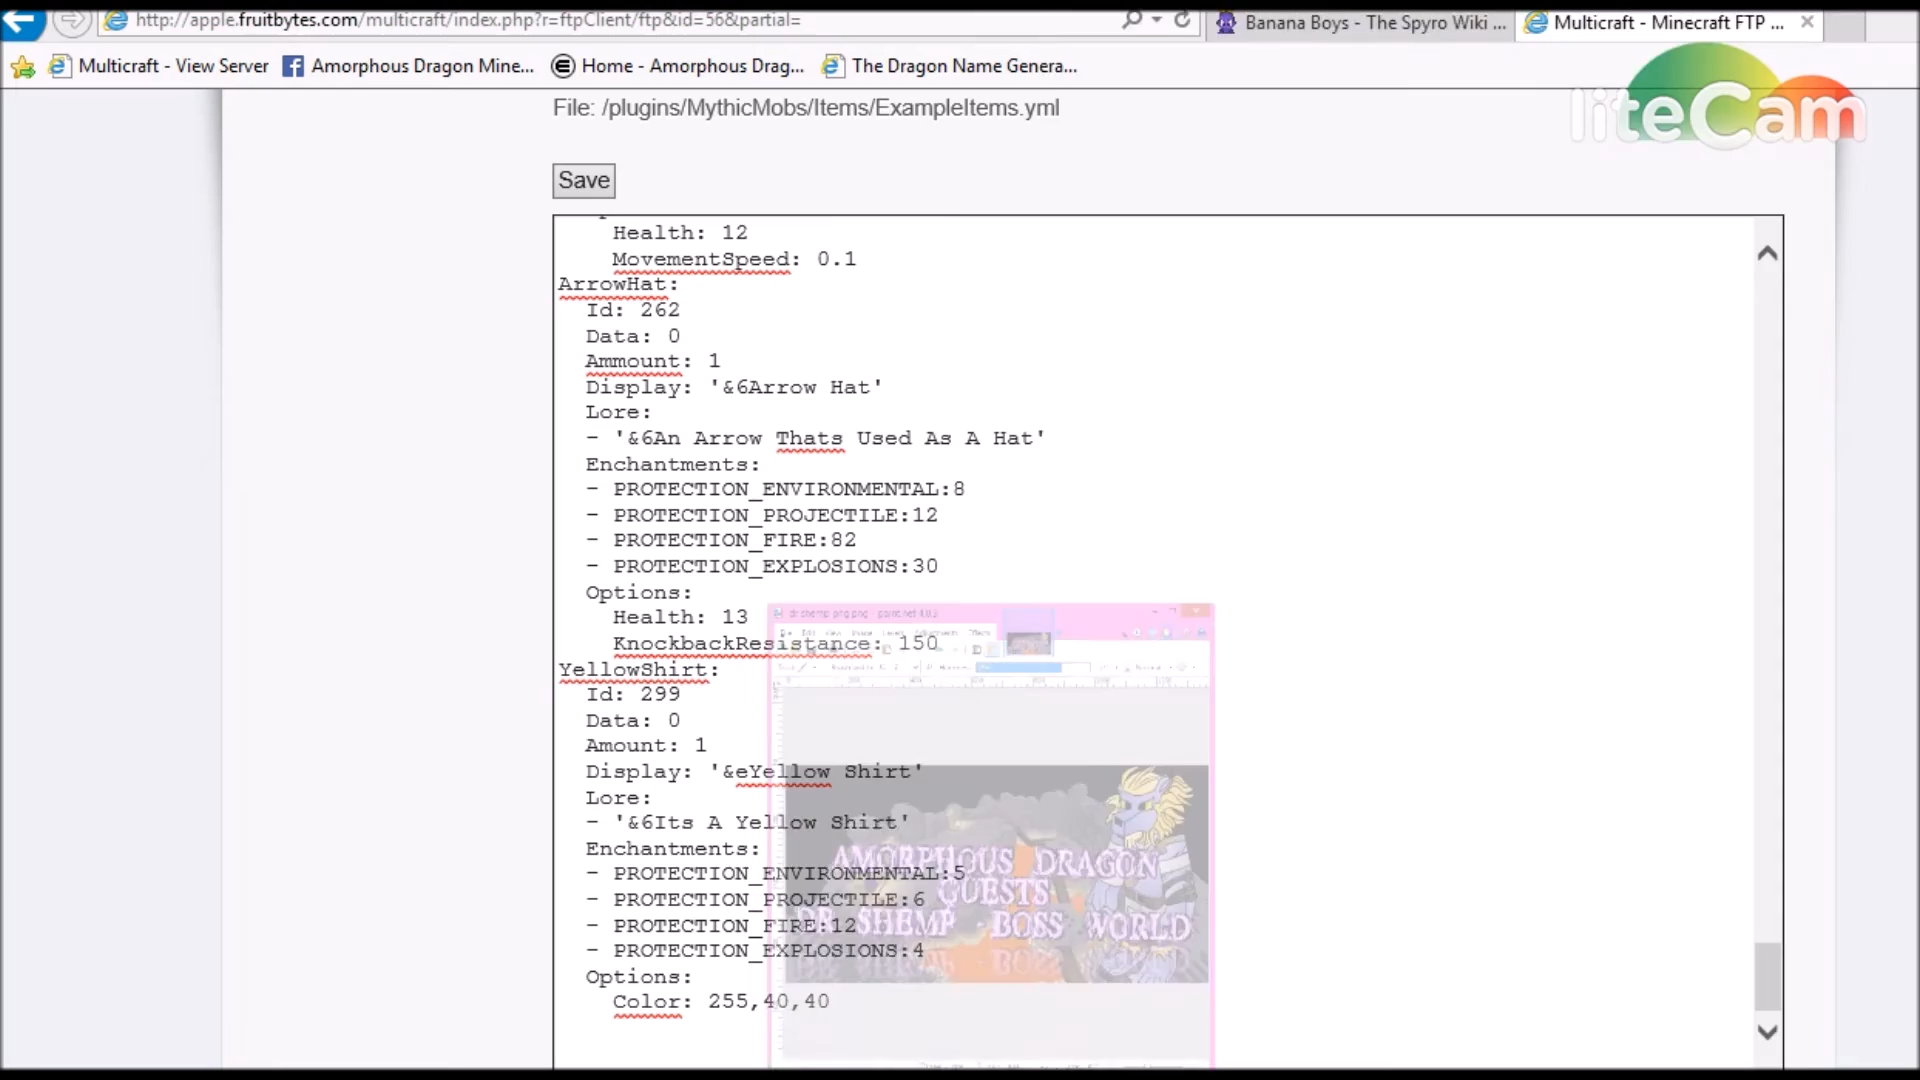 http://apple.fruitbytes.com/multicraft/index.php?r=ftpClient/ftp&id=56&partial=
Banana Boys - The Spyro Wiki ...
Multicraft - Minecraft FTP ...
Multicraft - View Server
Amorphous Dragon Mine...
Home - Amorphous Drag...
The Dragon Name Genera...
liteCam
File: /plugins/MythicMobs/Items/ExampleItems.yml
Save
Health: 12
MovementSpeed: 0.1
ArrowHat:
Id: 262
Data: 0
Ammount: 1
Display: '&6Arrow Hat'
Lore:
- '&6An Arrow Thats Used As A Hat'
Enchantments:
- PROTECTION_ENVIRONMENTAL:8
- PROTECTION_PROJECTILE:12
- PROTECTION_FIRE:82
- PROTECTION_EXPLOSIONS:30
Options:
Health: 13
KnockbackResistance: 150
YellowShirt:
Id: 299
Data: 0
Amount: 1
Display: '&eYellow Shirt'
Lore:
- '&6Its A Yellow Shirt'
Enchantments:
- PROTECTION_ENVIRONMENTAL:5
- PROTECTION_PROJECTILE:6
- PROTECTION_FIRE:12
- PROTECTION_EXPLOSIONS:4
Options:
Color: 255,40,40
AMORPHOUS DRAGON
QUESTS
DR SHEMP BOSS WORLD